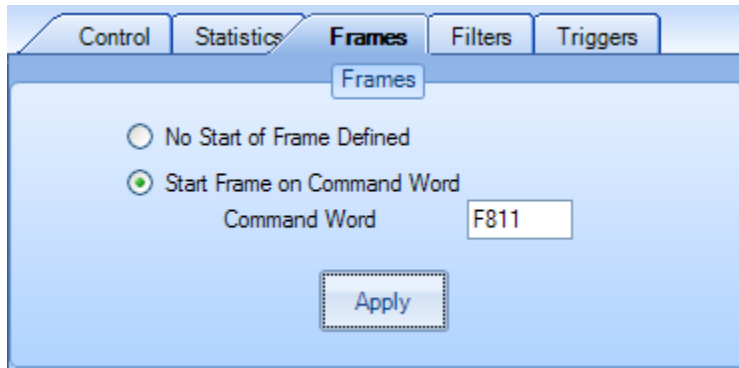 Control Statistics Frames Filters Triggers
Frames
No Start of Frame Defined
Start Frame on Command Word
Command Word F811
Apply